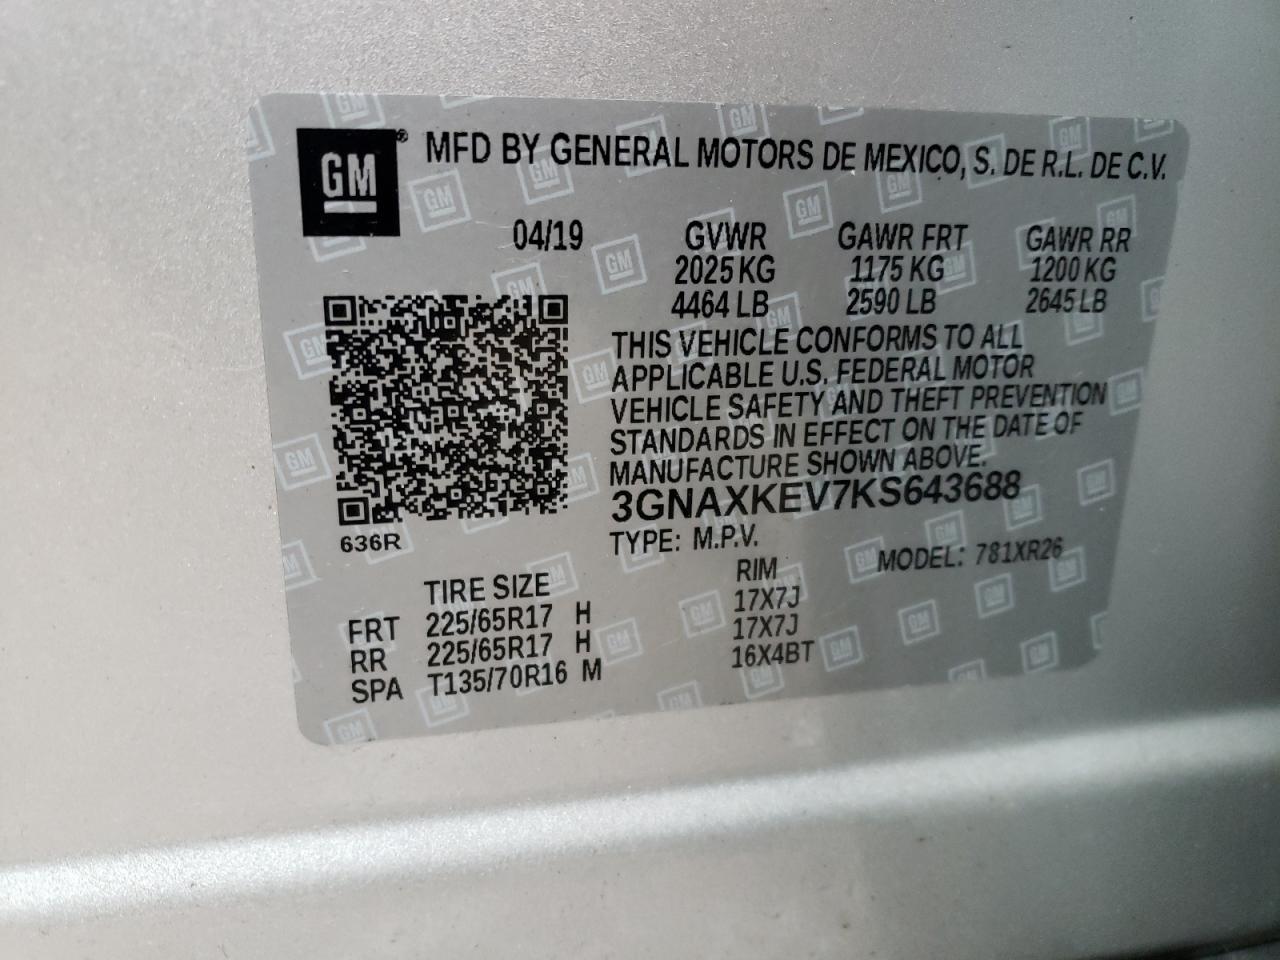 GM® MFD BY GENERAL MOTORS DE MEXICO, S. DE R.L. DE C.V.
04/19 GVWR GAWR FRT GAWR RR
2025 KG 1175 KG 1200 KG
4464 LB 2590 LB 2645 LB
THIS VEHICLE CONFORMS TO ALL
APPLICABLE U.S. FEDERAL MOTOR
VEHICLE SAFETY AND THEFT PREVENTION
STANDARDS IN EFFECT ON THE DATE OF
MANUFACTURE SHOWN ABOVE.
3GNAXKEV7KS643688
636R
TYPE: M.P.V. MODEL: 781XR26
TIRE SIZE RIM
FRT 225/65R17 H 17X7J
RR 225/65R17 H 17X7J
SPA T135/70R16 M 16X4BT